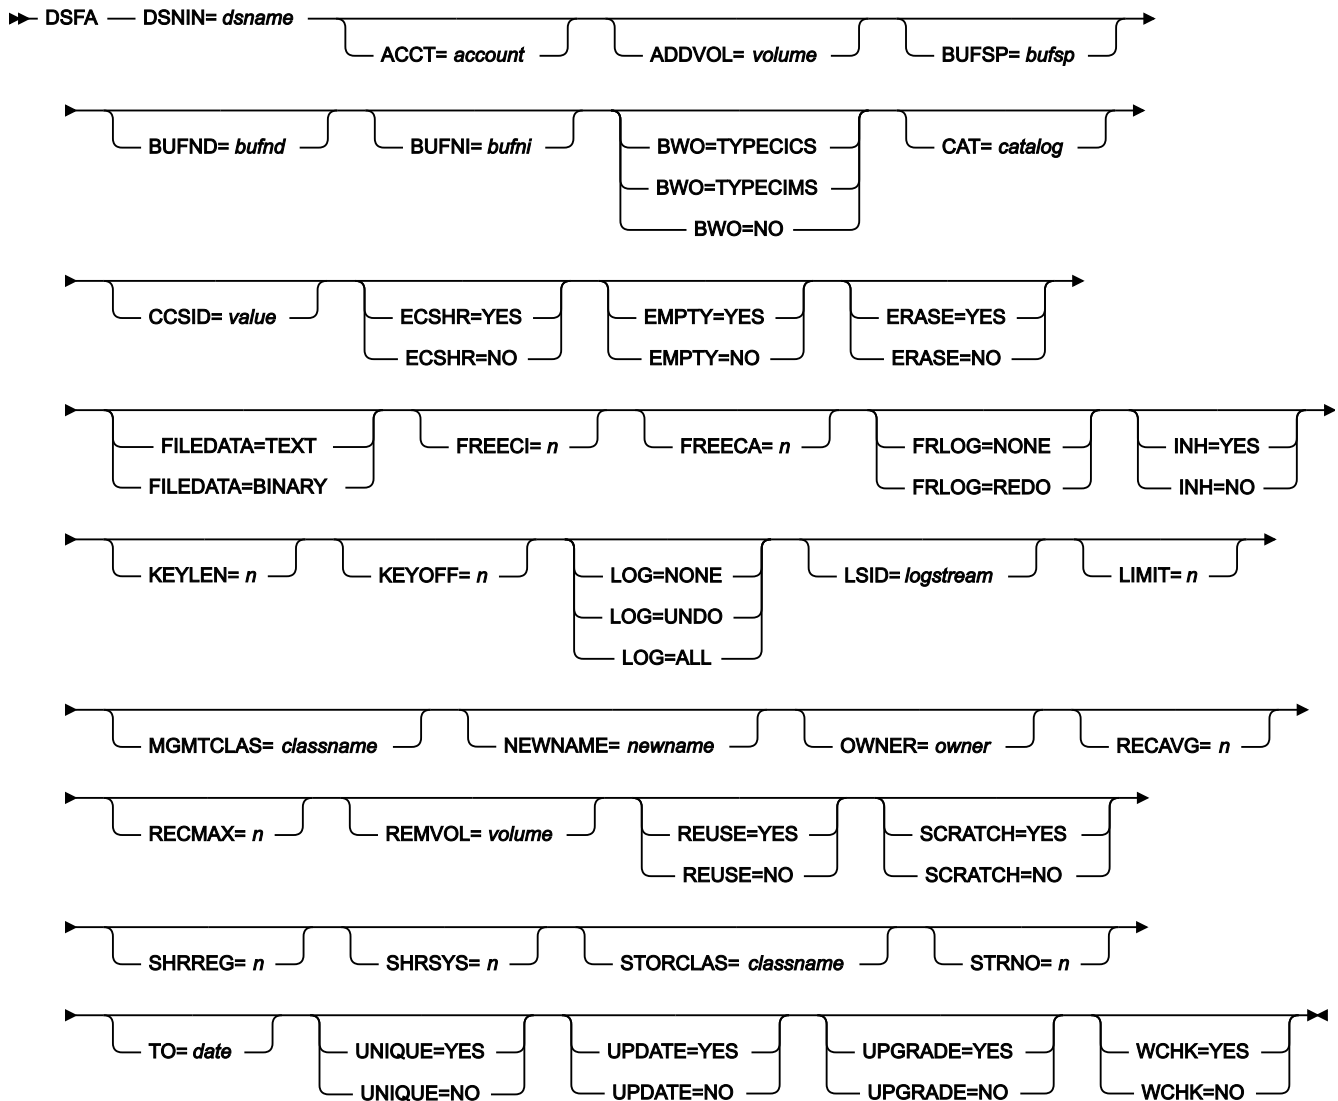 DSFA DSNIN= dsname
ACCT= account ADDVOL= volume BUFSP= bufsp
BUFND= bufnd BUFNI= bufni BWO=TYPECICS CAT= catalog
BWO=TYPECIMS
BWO=NO
CCSID= value ECSHR=YES EMPTY=YES ERASE=YES
ECSHR=NO EMPTY=NO ERASE=NO
FILEDATA=TEXT FREECI= n FREECA= n FRLOG=NONE INH=YES
FILEDATA=BINARY FRLOG=REDO INH=NO
KEYLEN= n KEYOFF= n LOG=NONE LSID= logstream LIMIT= n
LOG=UNDO
LOG=ALL
MGMTCLAS= classname NEWNAME= newname OWNER= owner RECAVG= n
RECMAX= n REMVOL= volume REUSE=YES SCRATCH=YES
REUSE=NO SCRATCH=NO
SHRREG= n SHRSYS= n STORCLAS= classname STRNO= n
TO= date UNIQUE=YES UPDATE=YES UPGRADE=YES WCHK=YES
UNIQUE=NO UPDATE=NO UPGRADE=NO WCHK=NO